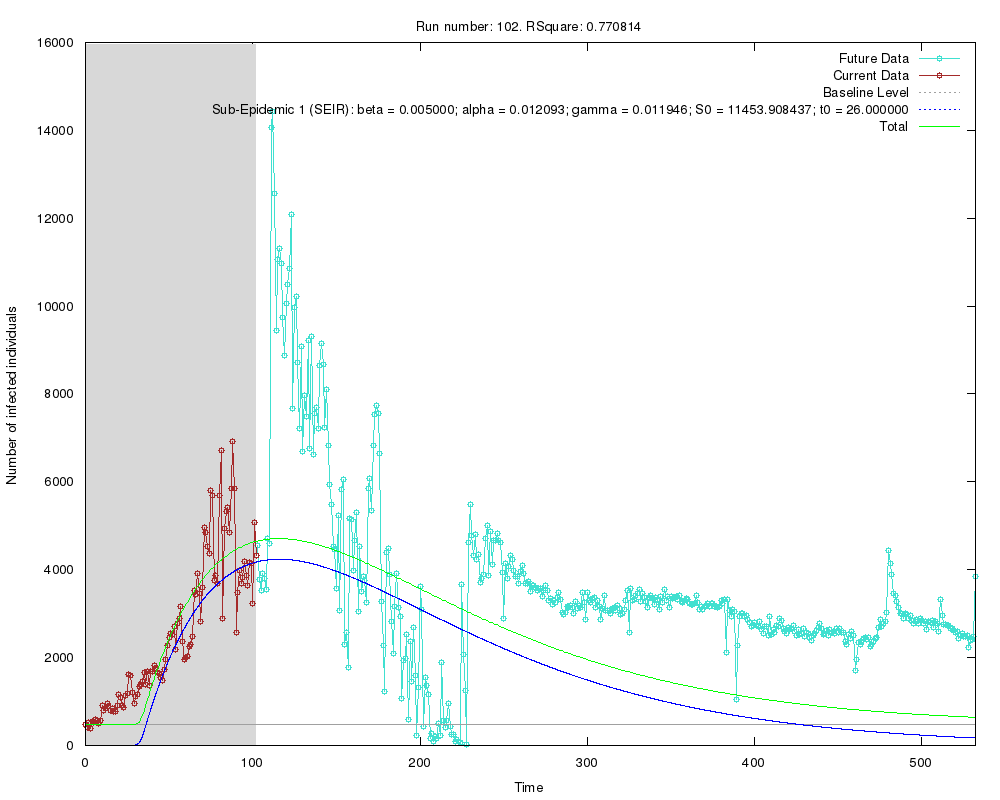 Run number: 102. RSquare: 0.770814
16000
14000
12000
10000
8000
6000
4000
2000
0
Number of infected individuals
Future Data
Current Data
Baseline Level
Sub-Epidemic 1 (SEIR): beta = 0.005000; alpha = 0.012093; gamma = 0.011946; S0 = 11453.908437; t0 = 26.000000
Total
0 100 200 300 400 500
Time